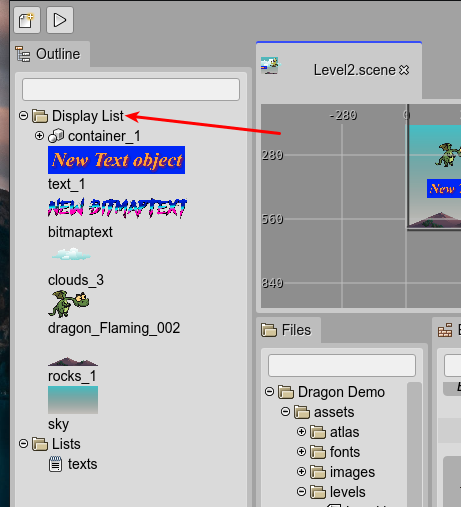 Outline
Display List
container_1
New Text object
text_1
NEW BITMAPTEXT
bitmaptext
clouds_3
dragon_Flaming_002
rocks_1
sky
Lists
texts
Level2.scene
-280
0
280
560
840
New Text
Files
Dragon Demo
assets
atlas
fonts
images
levels